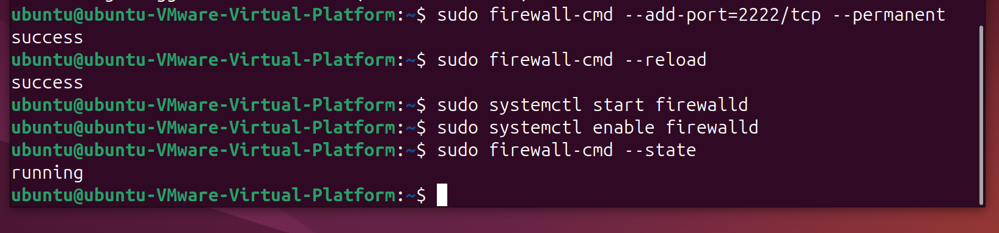 ubuntu@ubuntu-VMware-Virtual-Platform:~$ sudo firewall-cmd --add-port=2222/tcp --permanent
success
ubuntu@ubuntu-VMware-Virtual-Platform:~$ sudo firewall-cmd --reload
success
ubuntu@ubuntu-VMware-Virtual-Platform:~$ sudo systemctl start firewalld
ubuntu@ubuntu-VMware-Virtual-Platform:~$ sudo systemctl enable firewalld
ubuntu@ubuntu-VMware-Virtual-Platform:~$ sudo firewall-cmd --state
running
ubuntu@ubuntu-VMware-Virtual-Platform:~$